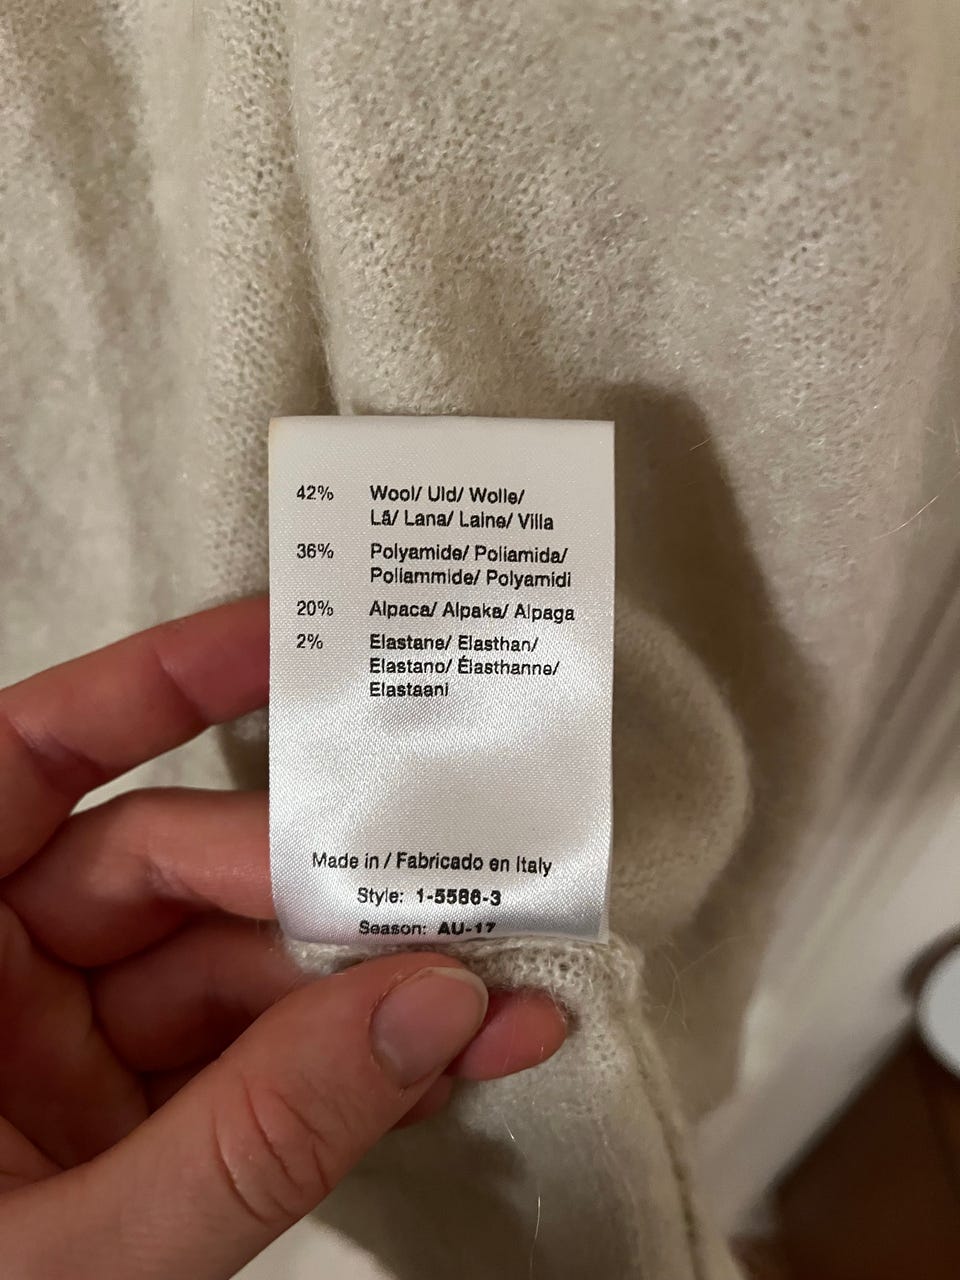 42% Wool/ Uld/ Wolle/
Lã/ Lana/ Laine/ Villa
36% Polyamide/ Poliamida/
Poliammide/ Polyamidi
20% Alpaca/ Alpaka/ Alpaga
2% Elastane/ Elasthan/
Elastano/ Élasthanne/
Elastaani
Made in / Fabricado en Italy
Style: 1-5586-3
Season: AU-17